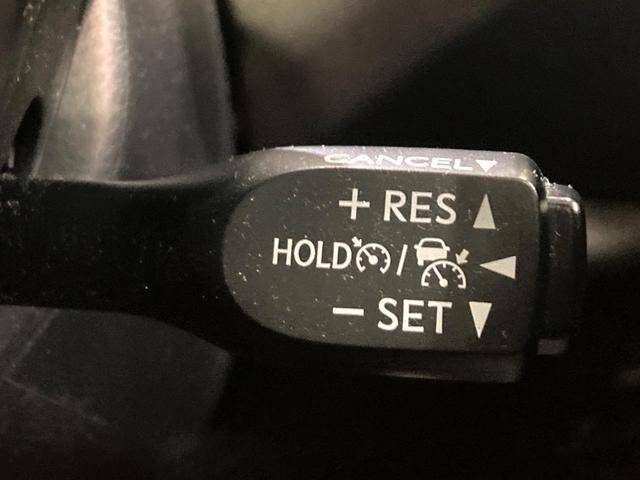 CANCEL▼
+ RES ▲
HOLD / ◀
− SET ▼